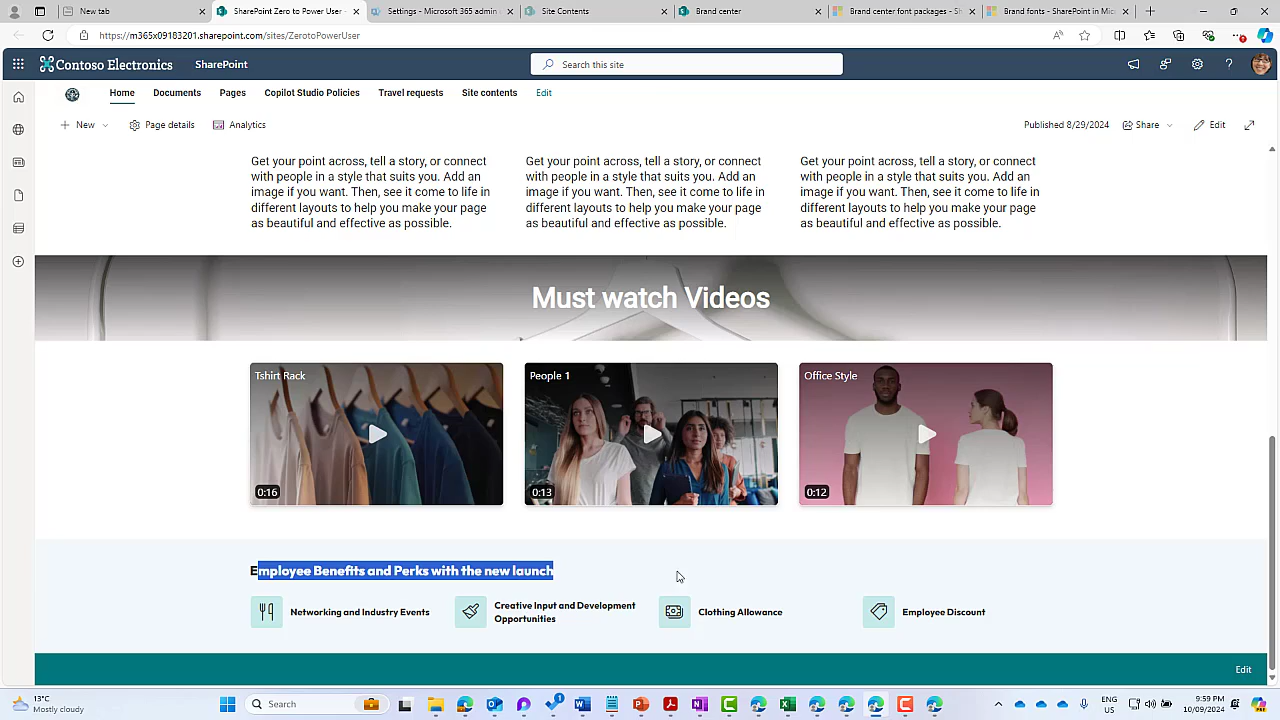 New tab
SharePoint Zero to Power User -
Settings - Microsoft 365 admin
Site Contents
Brand center
Brand center font packages - Sh
Brand fonts - SharePoint in Mic
https://m365x09183201.sharepoint.com/sites/ZerotoPowerUser
Contoso Electronics
SharePoint
Search this site
Home
Documents
Pages
Copilot Studio Policies
Travel requests
Site contents
Edit
New
Page details
Analytics
Published 8/29/2024
Share
Edit
Get your point across, tell a story, or connect
with people in a style that suits you. Add an
image if you want. Then, see it come to life in
different layouts to help you make your page
as beautiful and effective as possible.
Get your point across, tell a story, or connect
with people in a style that suits you. Add an
image if you want. Then, see it come to life in
different layouts to help you make your page
as beautiful and effective as possible.
Get your point across, tell a story, or connect
with people in a style that suits you. Add an
image if you want. Then, see it come to life in
different layouts to help you make your page
as beautiful and effective as possible.
Must watch Videos
Tshirt Rack
0:16
People 1
0:13
Office Style
0:12
Employee Benefits and Perks with the new launch
Networking and Industry Events
Creative Input and Development
Opportunities
Clothing Allowance
Employee Discount
Edit
13°C
Mostly cloudy
Search
1
ENG
US
9:59 PM
10/09/2024